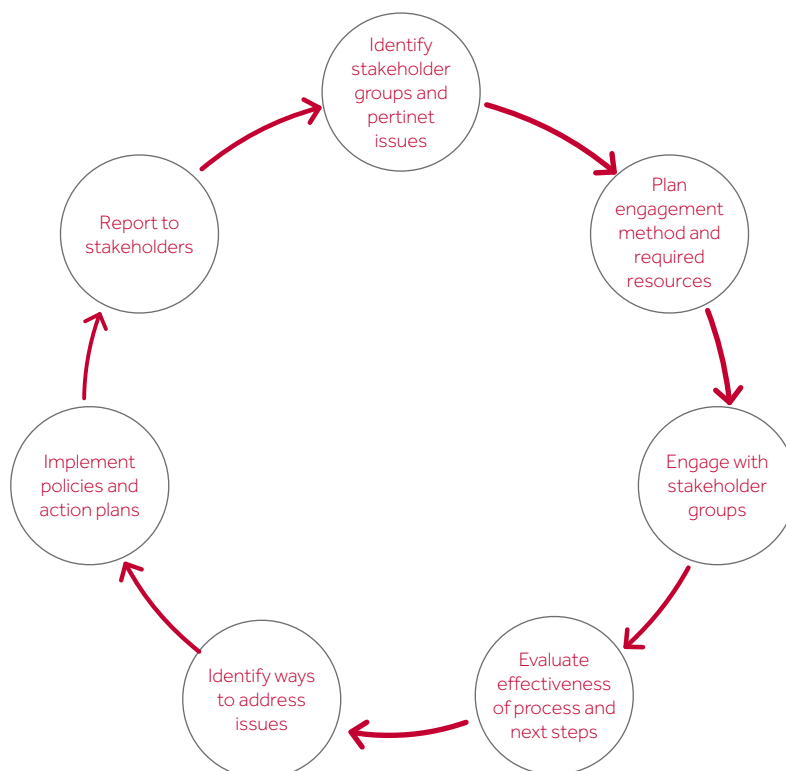 Identify
stakeholder
groups and
pertinet
issues
Plan
engagement
method and
required
resources
Engage with
stakeholder
groups
Evaluate
effectiveness
of process and
next steps
Identify ways
to address
issues
Implement
policies and
action plans
Report to
stakeholders